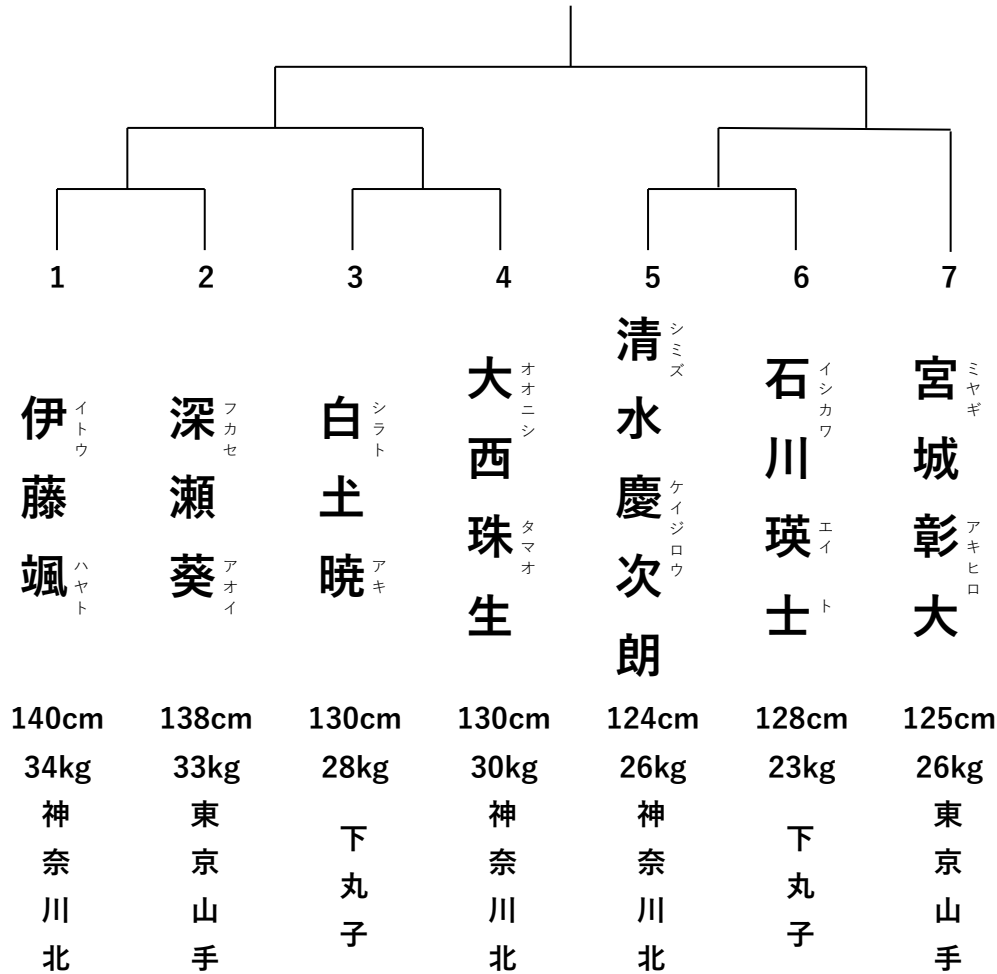 1
伊藤颯
イトウ
ハヤト
140cm
34kg
神奈川北
2
深瀬葵
フカセ
アオイ
138cm
33kg
東京山手
3
白土暁
シラト
アキ
130cm
28kg
下丸子
4
大西珠生
オオニシ
タマオ
130cm
30kg
神奈川北
5
清水慶次朗
シミズ
ケイジロウ
124cm
26kg
神奈川北
6
石川瑛士
イシカワ
エイ
ト
128cm
23kg
下丸子
7
宮城彰大
ミヤギ
アキヒロ
125cm
26kg
東京山手